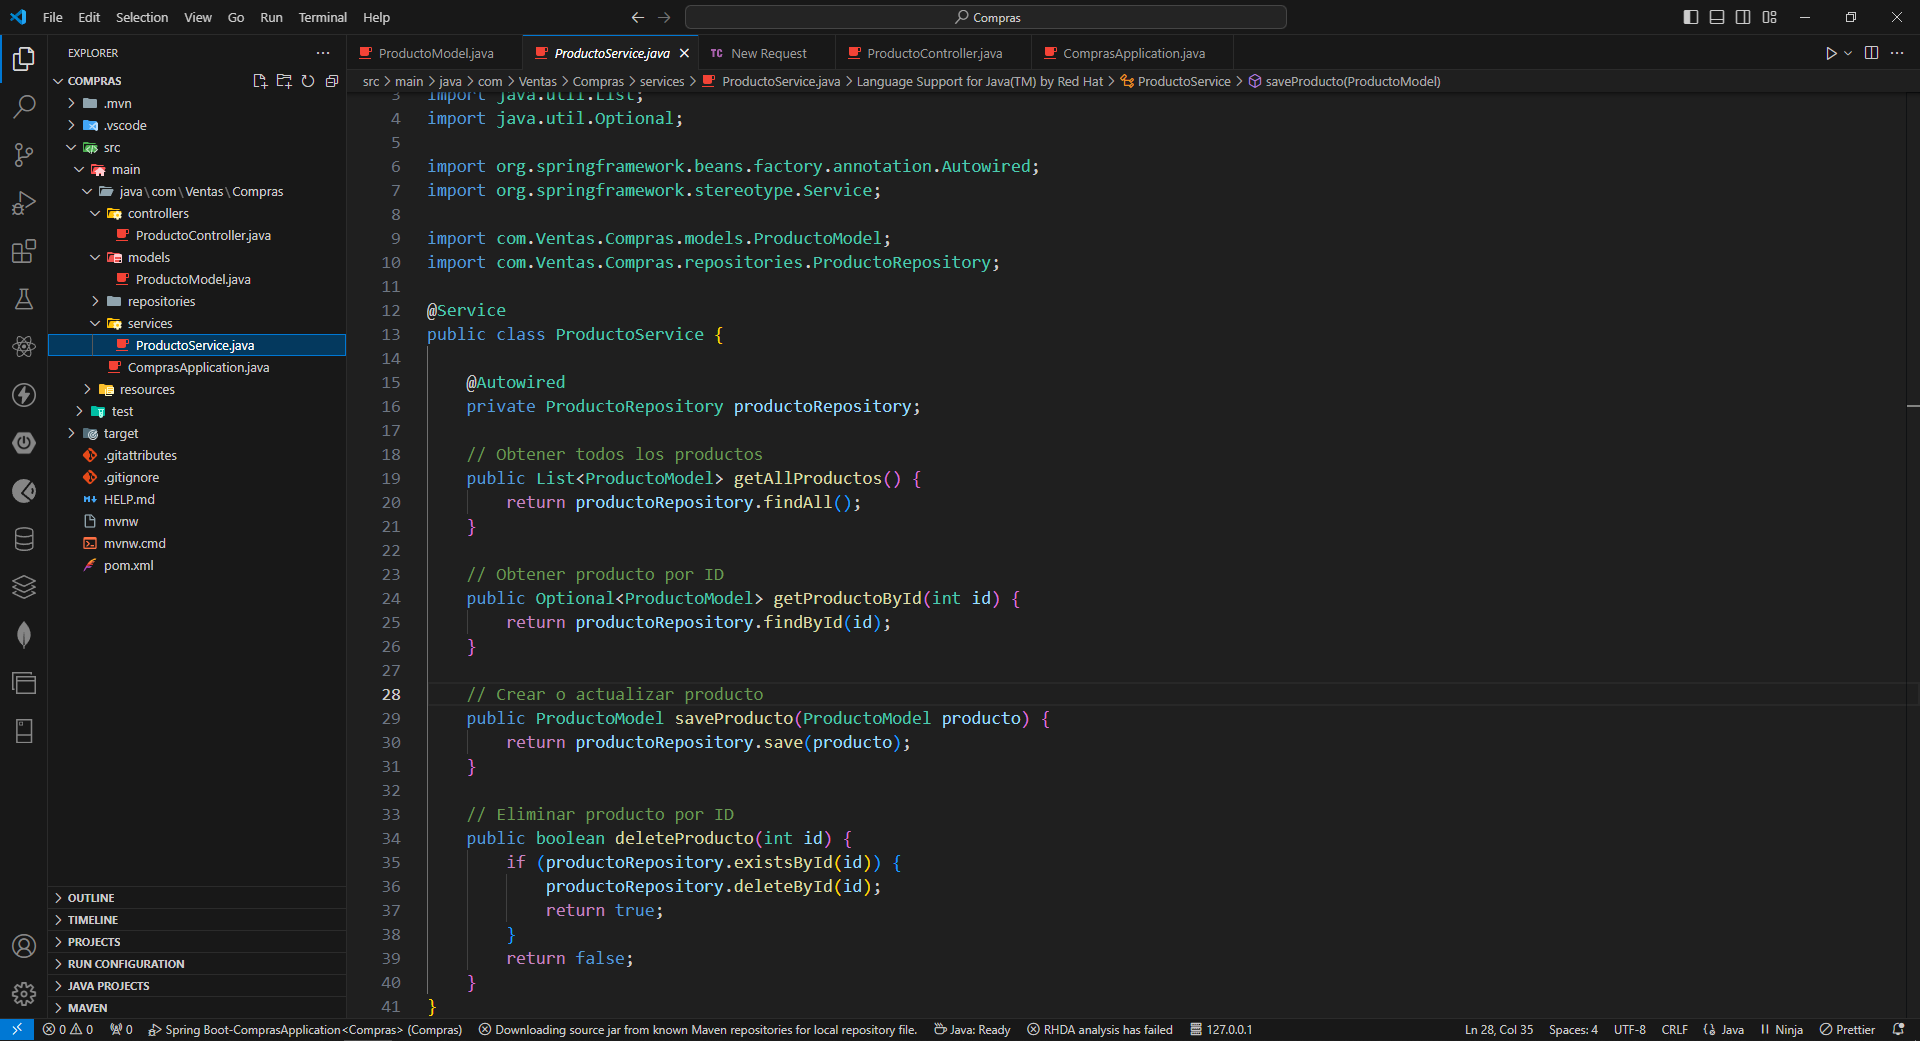 File Edit Selection View Go Run Terminal Help
Compras
EXPLORER
COMPRAS
.mvn
.vscode
src
main
java\com\Ventas\Compras
controllers
ProductoController.java
models
ProductoModel.java
repositories
services
ProductoService.java
ComprasApplication.java
resources
test
target
.gitattributes
.gitignore
HELP.md
mvnw
mvnw.cmd
pom.xml
OUTLINE
TIMELINE
PROJECTS
RUN CONFIGURATION
JAVA PROJECTS
MAVEN
ProductoModel.java ProductoService.java TC New Request ProductoController.java ComprasApplication.java
src > main > java > com > Ventas > Compras > services > ProductoService.java > Language Support for Java(TM) by Red Hat > ProductoService > saveProducto(ProductoModel)
3 import java.util.List;
4 import java.util.Optional;
5
6 import org.springframework.beans.factory.annotation.Autowired;
7 import org.springframework.stereotype.Service;
8
9 import com.Ventas.Compras.models.ProductoModel;
10 import com.Ventas.Compras.repositories.ProductoRepository;
11
12 @Service
13 public class ProductoService {
14
15 @Autowired
16 private ProductoRepository productoRepository;
17
18 // Obtener todos los productos
19 public List<ProductoModel> getAllProductos() {
20 return productoRepository.findAll();
21 }
22
23 // Obtener producto por ID
24 public Optional<ProductoModel> getProductoById(int id) {
25 return productoRepository.findById(id);
26 }
27
28 // Crear o actualizar producto
29 public ProductoModel saveProducto(ProductoModel producto) {
30 return productoRepository.save(producto);
31 }
32
33 // Eliminar producto por ID
34 public boolean deleteProducto(int id) {
35 if (productoRepository.existsById(id)) {
36 productoRepository.deleteById(id);
37 return true;
38 }
39 return false;
40 }
41 }
0 0 0 Spring Boot-ComprasApplication<Compras> (Compras) Downloading source jar from known Maven repositories for local repository file. Java: Ready RHDA analysis has failed 127.0.0.1 Ln 28, Col 35 Spaces: 4 UTF-8 CRLF Java Ninja Prettier